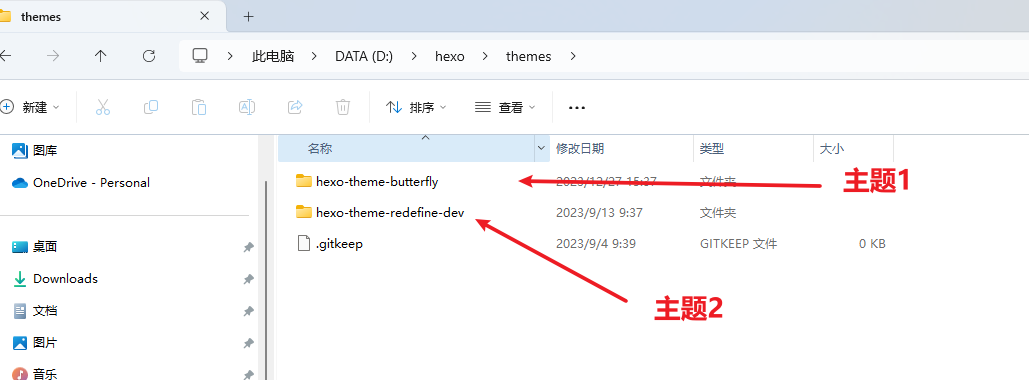 themes
此电脑 DATA (D:) hexo themes
新建 排序 查看
名称 修改日期 类型 大小
图库
OneDrive - Personal
桌面
Downloads
文档
图片
音乐
hexo-theme-butterfly 2023/12/27 15:37 文件夹
hexo-theme-redefine-dev 2023/9/13 9:37 文件夹
.gitkeep 2023/9/4 9:39 GITKEEP 文件 0 KB
主题1
主题2